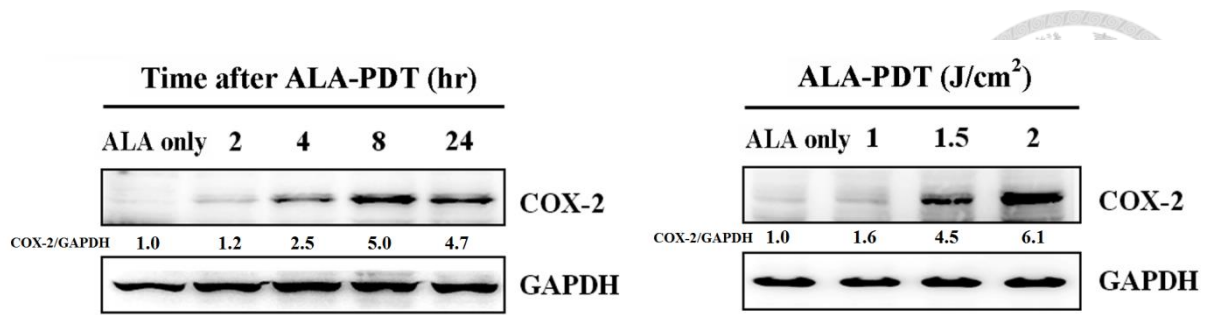 Time after ALA-PDT (hr)
ALA only 2 4 8 24
COX-2
COX-2/GAPDH 1.0 1.2 2.5 5.0 4.7
GAPDH
ALA-PDT (J/cm²)
ALA only 1 1.5 2
COX-2
COX-2/GAPDH 1.0 1.6 4.5 6.1
GAPDH